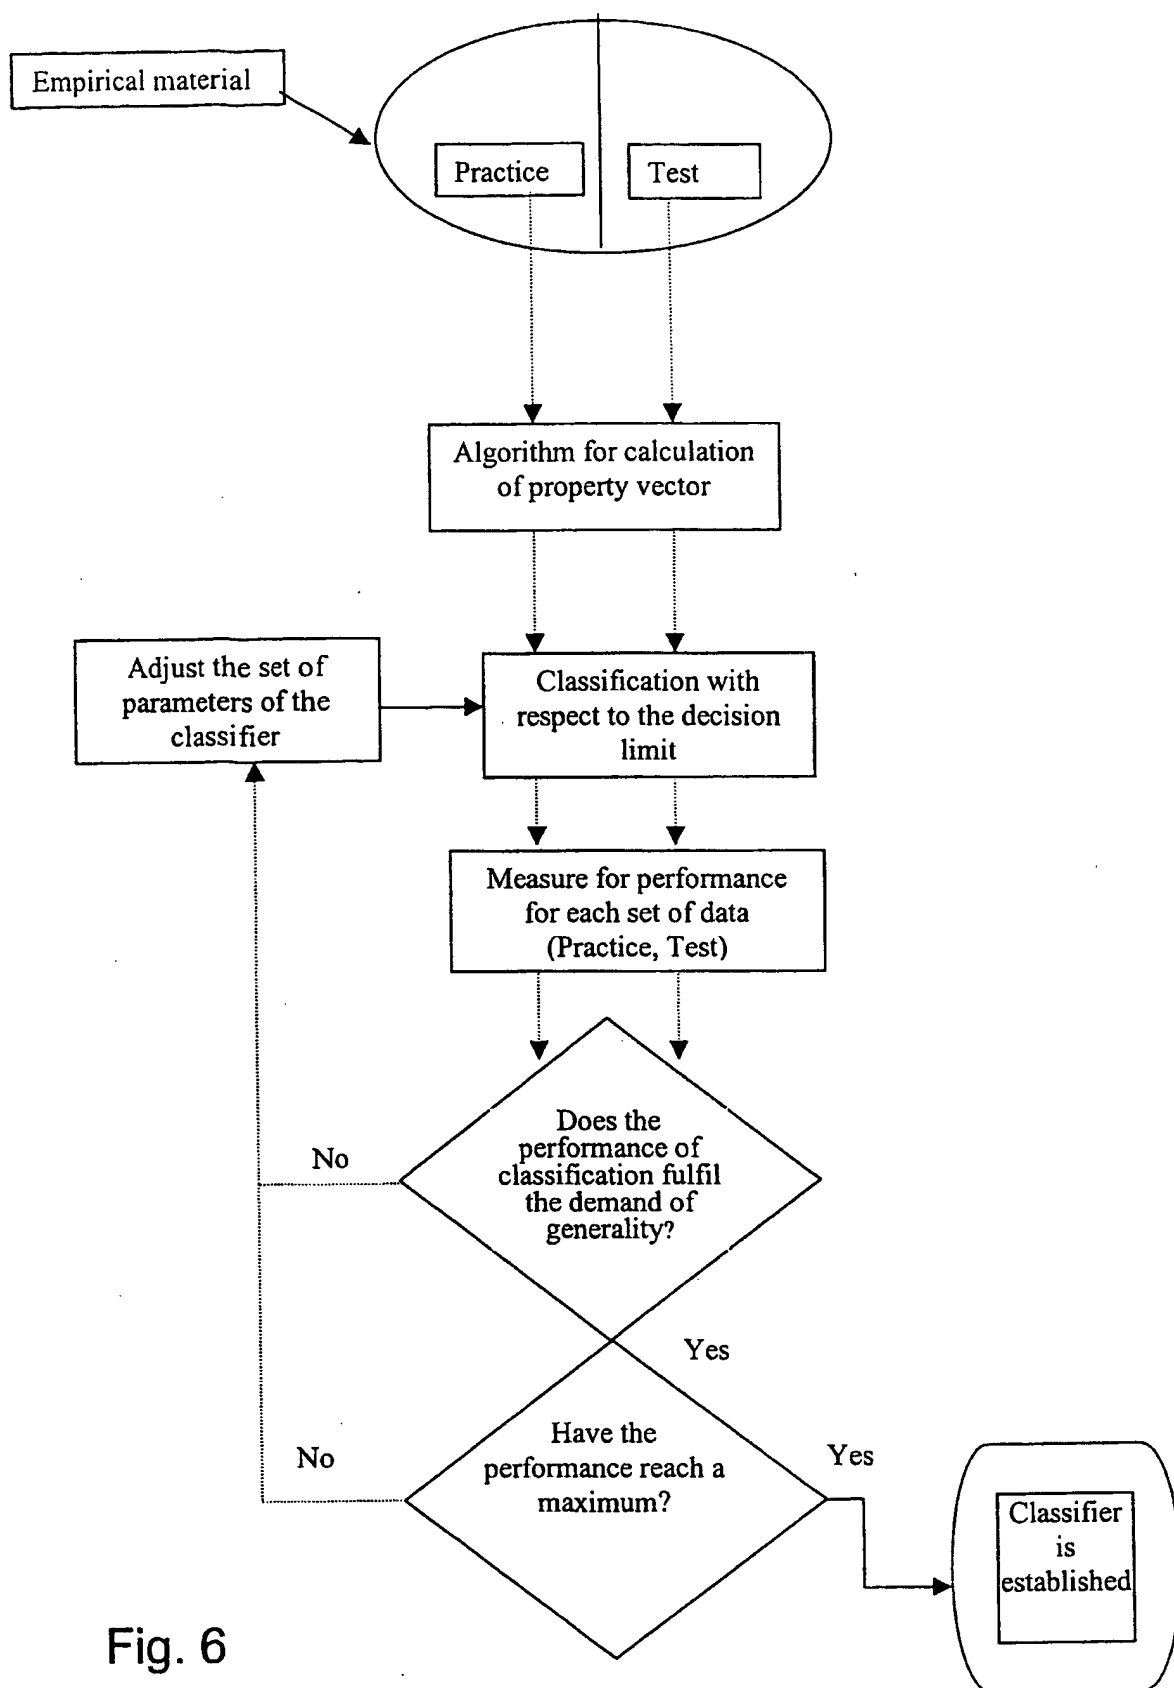 Empirical material
Practice
Test
Algorithm for calculation
of property vector
Adjust the set of
parameters of the
classifier
Classification with
respect to the decision
limit
Measure for performance
for each set of data
(Practice, Test)
Does the
performance of
classification fulfil
the demand of
generality?
No
Yes
Have the
performance reach a
maximum?
No
Yes
Classifier
is
established
Fig. 6